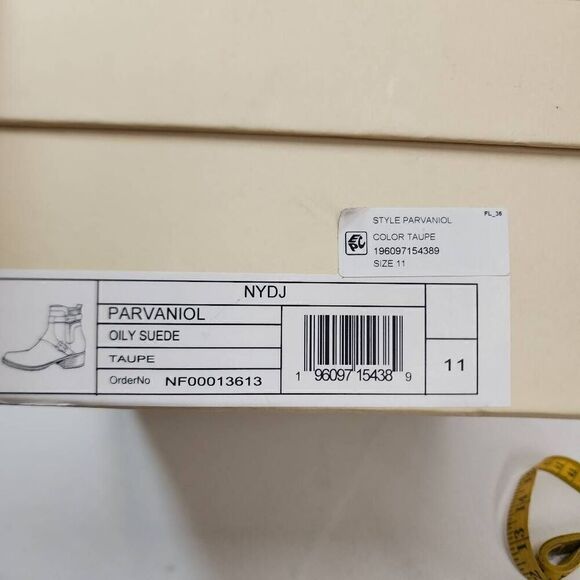 STYLE PARVANIOL
FL_36
COLOR TAUPE
196097154389
SIZE 11
NYDJ
PARVANIOL
OILY SUEDE
TAUPE
OrderNo NF00013613
1 96097 15438 9
11